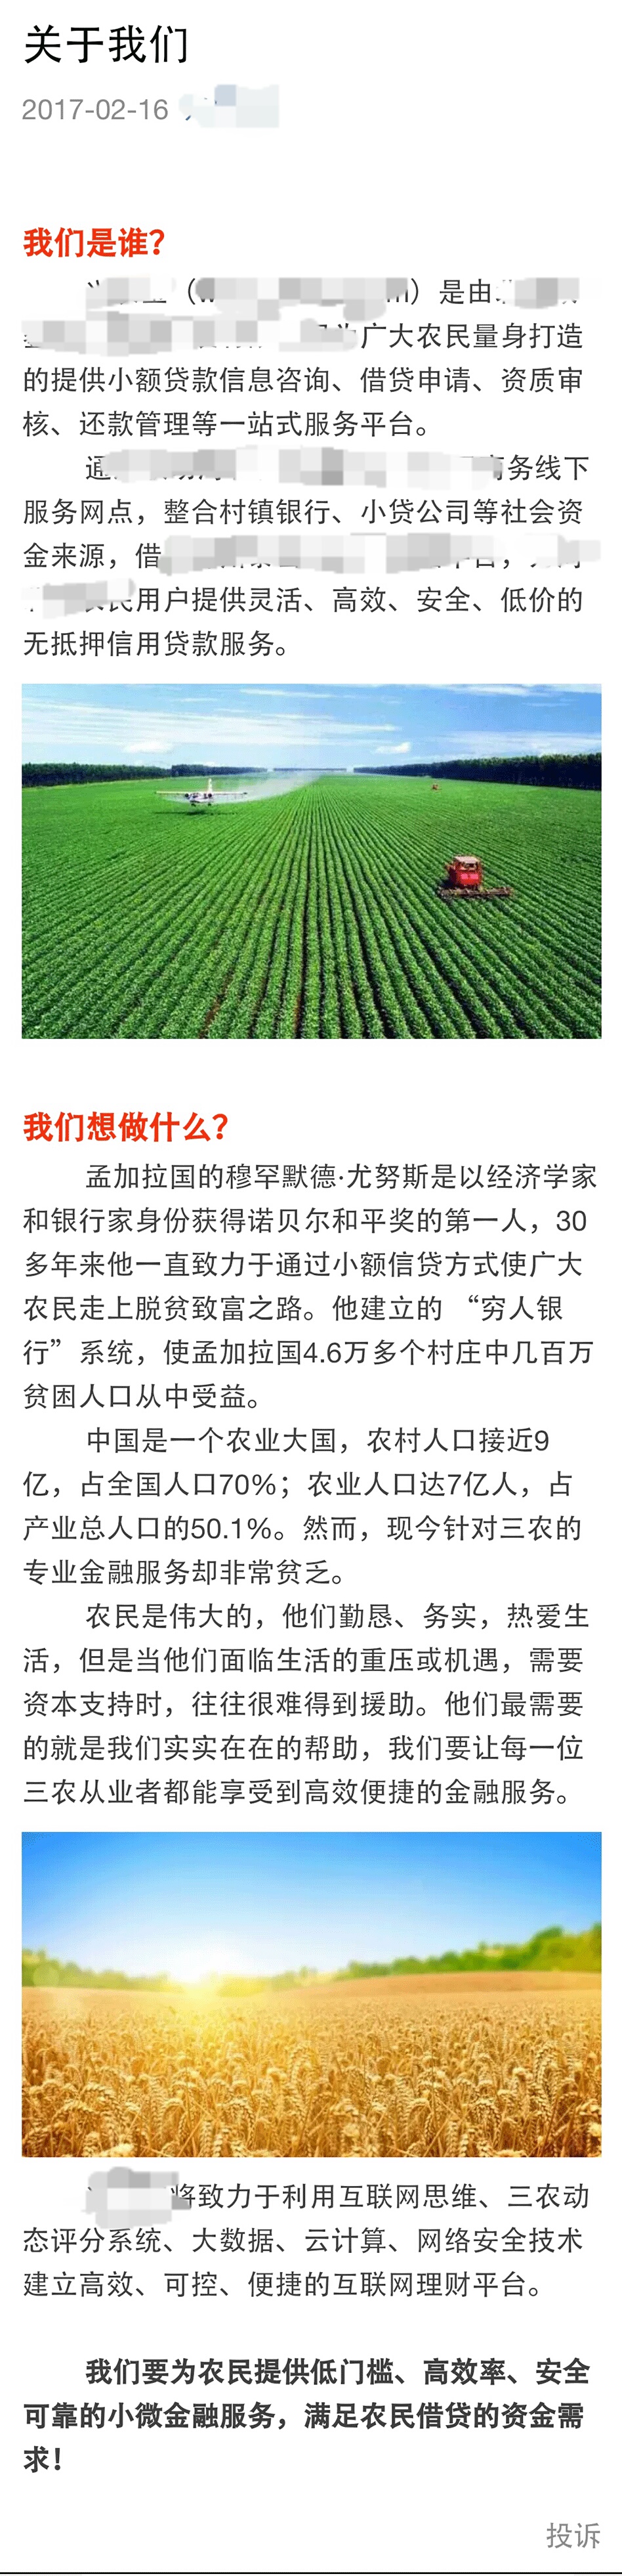 关于我们
2017-02-16
我们是谁？
（ ）是由
广大农民量身打造
的提供小额贷款信息咨询、借贷申请、资质审
核、还款管理等一站式服务平台。
通 商务线下
服务网点，整合村镇银行、小贷公司等社会资
金来源，借
农民用户提供灵活、高效、安全、低价的
无抵押信用贷款服务。
我们想做什么？
孟加拉国的穆罕默德·尤努斯是以经济学家
和银行家身份获得诺贝尔和平奖的第一人，30
多年来他一直致力于通过小额信贷方式使广大
农民走上脱贫致富之路。他建立的“穷人银
行”系统，使孟加拉国4.6万多个村庄中几百万
贫困人口从中受益。
中国是一个农业大国，农村人口接近9
亿，占全国人口70%；农业人口达7亿人，占
产业总人口的50.1%。然而，现今针对三农的
专业金融服务却非常贫乏。
农民是伟大的，他们勤恳、务实，热爱生
活，但是当他们面临生活的重压或机遇，需要
资本支持时，往往很难得到援助。他们最需要
的就是我们实实在在的帮助，我们要让每一位
三农从业者都能享受到高效便捷的金融服务。
将致力于利用互联网思维、三农动
态评分系统、大数据、云计算、网络安全技术
建立高效、可控、便捷的互联网理财平台。
我们要为农民提供低门槛、高效率、安全
可靠的小微金融服务，满足农民借贷的资金需
求！
投诉